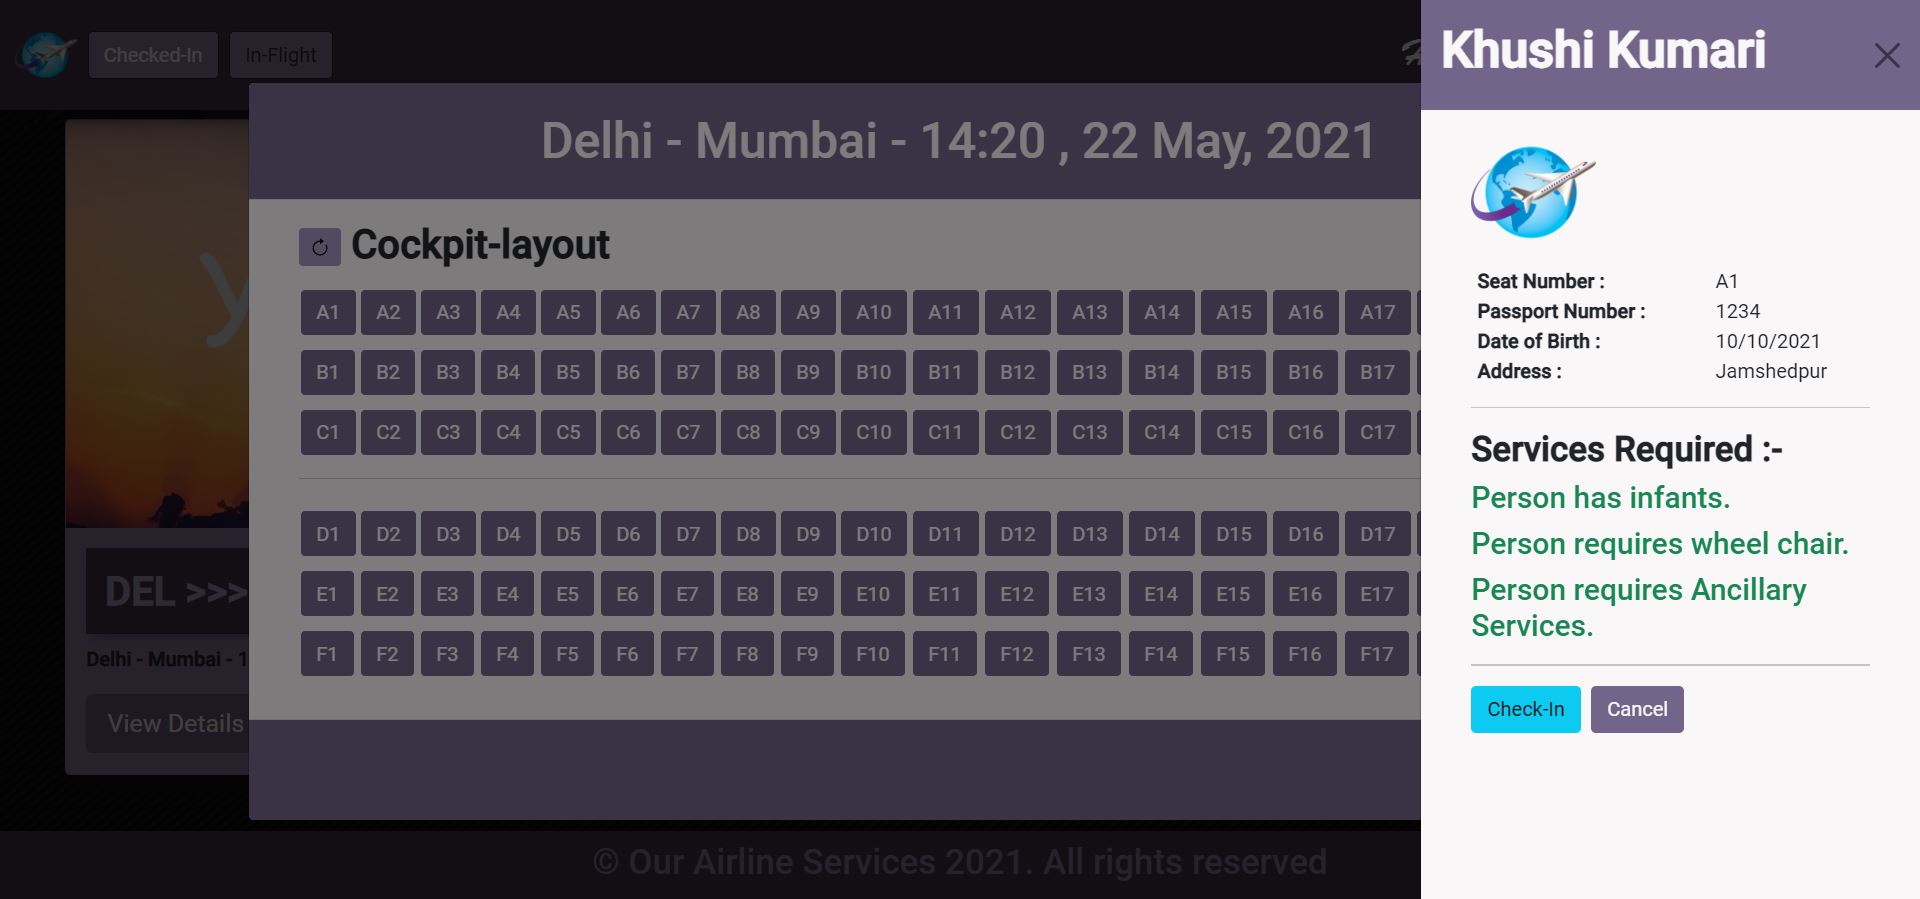 Checked-In In-Flight
Khushi Kumari
Delhi - Mumbai - 14:20 , 22 May, 2021
Cockpit-layout
A1 A2 A3 A4 A5 A6 A7 A8 A9 A10 A11 A12 A13 A14 A15 A16 A17
B1 B2 B3 B4 B5 B6 B7 B8 B9 B10 B11 B12 B13 B14 B15 B16 B17
C1 C2 C3 C4 C5 C6 C7 C8 C9 C10 C11 C12 C13 C14 C15 C16 C17
D1 D2 D3 D4 D5 D6 D7 D8 D9 D10 D11 D12 D13 D14 D15 D16 D17
E1 E2 E3 E4 E5 E6 E7 E8 E9 E10 E11 E12 E13 E14 E15 E16 E17
F1 F2 F3 F4 F5 F6 F7 F8 F9 F10 F11 F12 F13 F14 F15 F16 F17
DEL >>>
Delhi - Mumbai - 1
View Details
© Our Airline Services 2021. All rights reserved
Seat Number : A1
Passport Number : 1234
Date of Birth : 10/10/2021
Address : Jamshedpur
Services Required :-
Person has infants.
Person requires wheel chair.
Person requires Ancillary
Services.
Check-In Cancel